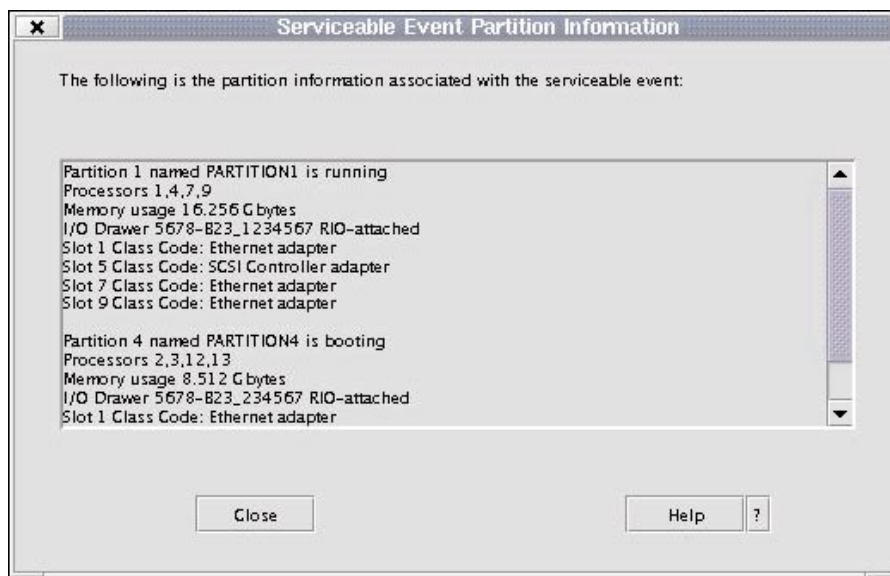 Serviceable Event Partition Information
The following is the partition information associated with the serviceable event:
Partition 1 named PARTITION1 is running
Processors 1,4,7,9
Memory usage 16.256 Gbytes
I/O Drawer 5678-B23_1234567 RIO-attached
Slot 1 Class Code: Ethernet adapter
Slot 5 Class Code: SCSI Controller adapter
Slot 7 Class Code: Ethernet adapter
Slot 9 Class Code: Ethernet adapter
Partition 4 named PARTITION4 is booting
Processors 2,3,12,13
Memory usage 8.512 Gbytes
I/O Drawer 5678-B23_234567 RIO-attached
Slot 1 Class Code: Ethernet adapter
Close
Help ?